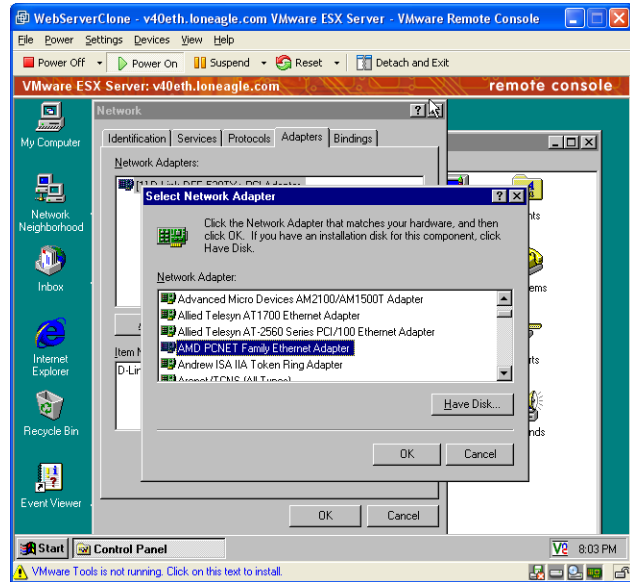 WebServerClone - v40eth.loneagle.com VMware ESX Server - VMware Remote Console
File Power Settings Devices View Help
Power Off Power On Suspend Reset Detach and Exit
VMware ESX Server: v40eth.loneagle.com remote console
My Computer
Network
Neighborhood
Inbox
Internet
Explorer
Recycle Bin
Event Viewer
Network
Identification Services Protocols Adapters Bindings
Network Adapters:
Select Network Adapter
Click the Network Adapter that matches your hardware, and then
click OK. If you have an installation disk for this component, click
Have Disk.
Network Adapter:
Advanced Micro Devices AM2100/AM1500T Adapter
Allied Telesyn AT1700 Ethernet Adapter
Allied Telesyn AT-2560 Series PCI/100 Ethernet Adapter
AMD PCNET Family Ethernet Adapter
Andrew ISA IIA Token Ring Adapter
Have Disk...
OK Cancel
OK Cancel
Start Control Panel 8:03 PM
VMware Tools is not running. Click on this text to install.